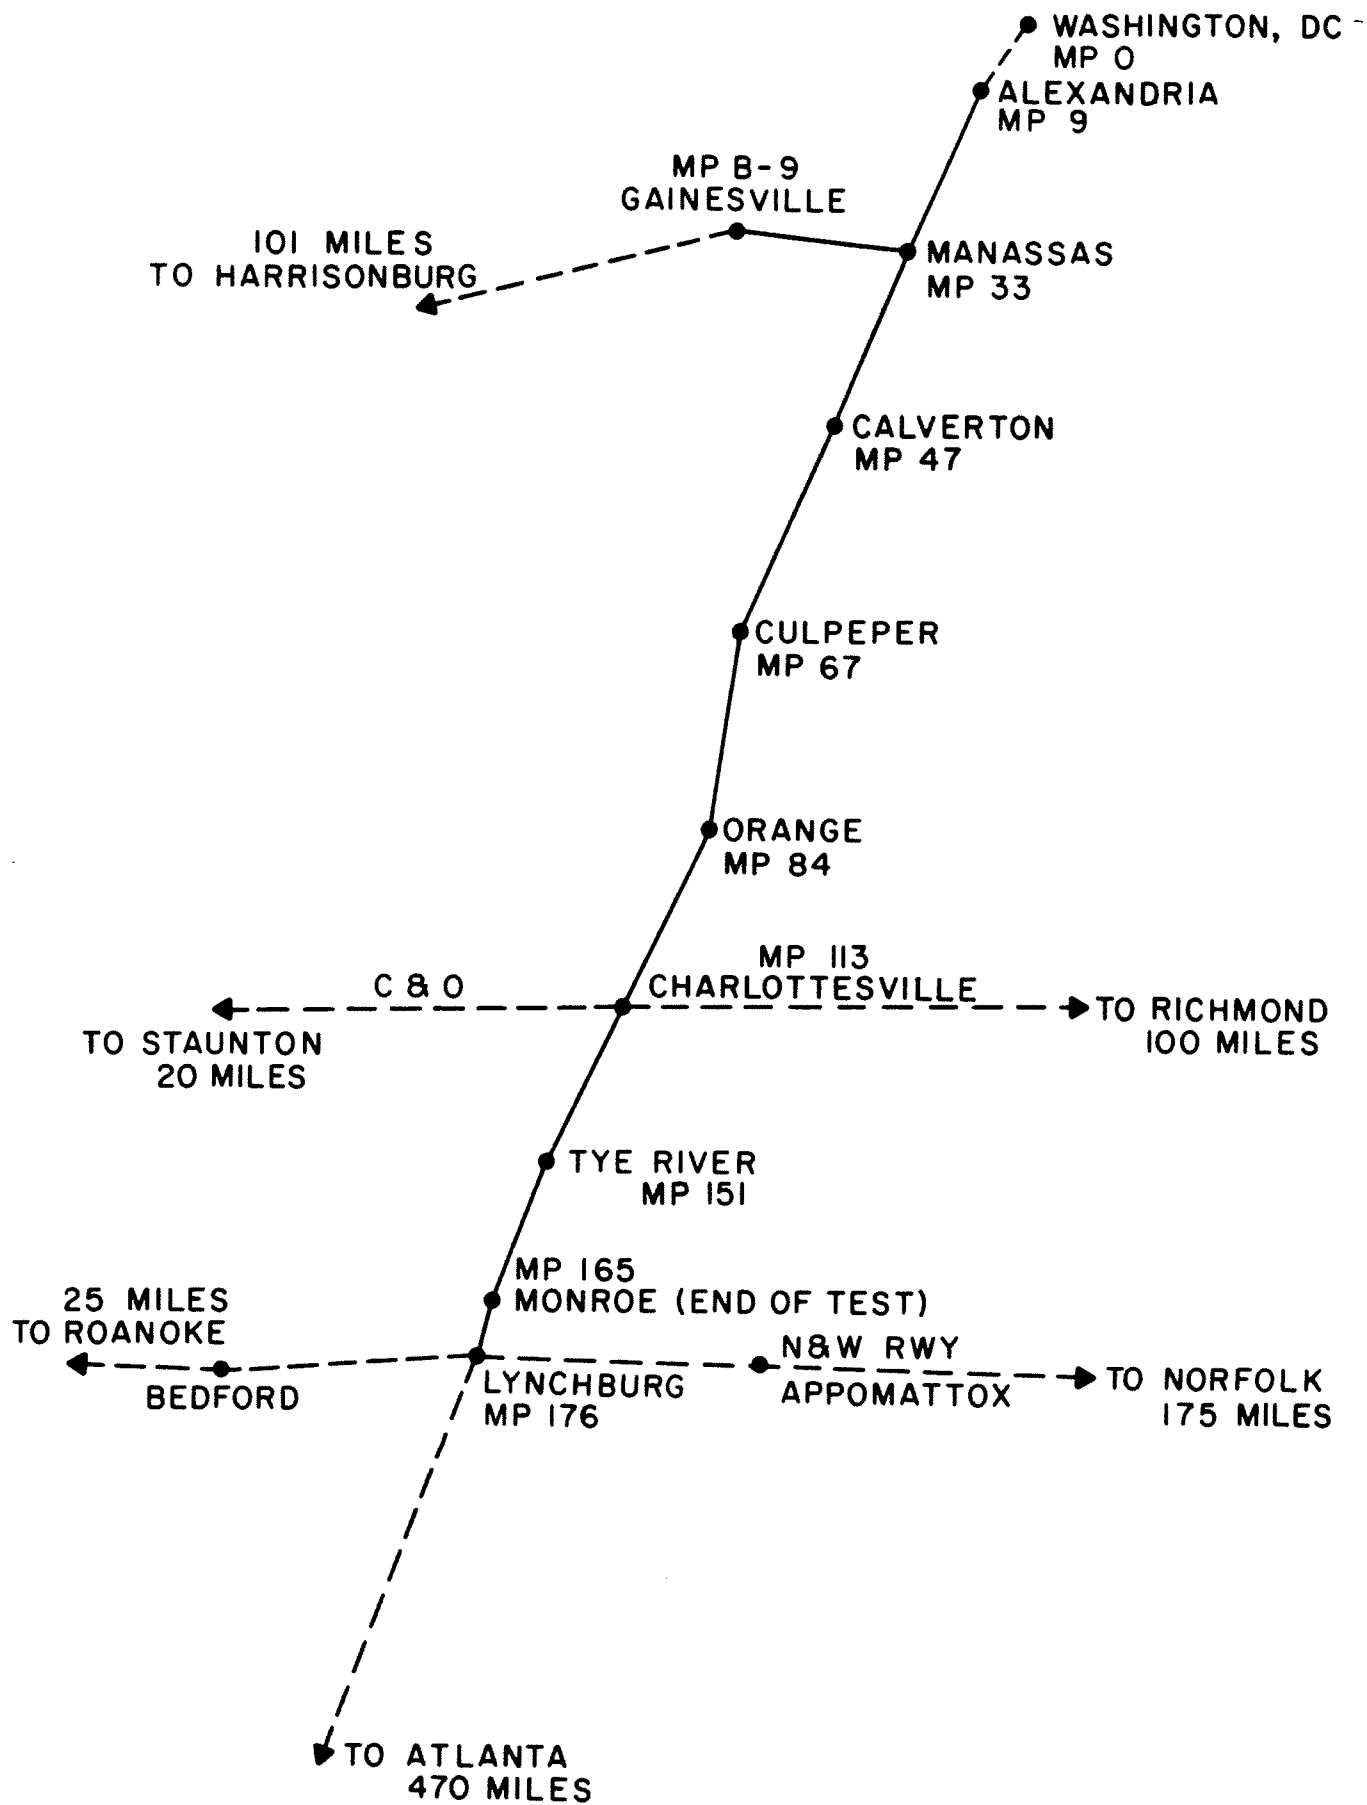 WASHINGTON, DC
MP 0
ALEXANDRIA
MP 9
MP B-9
GAINESVILLE
101 MILES
TO HARRISONBURG
MANASSAS
MP 33
CALVERTON
MP 47
CULPEPER
MP 67
ORANGE
MP 84
MP 113
CHARLOTTESVILLE
C & O
TO STAUNTON
20 MILES
TO RICHMOND
100 MILES
TYE RIVER
MP 151
MP 165
MONROE (END OF TEST)
25 MILES
TO ROANOKE
BEDFORD
LYNCHBURG
MP 176
N&W RWY
APPOMATTOX
TO NORFOLK
175 MILES
TO ATLANTA
470 MILES